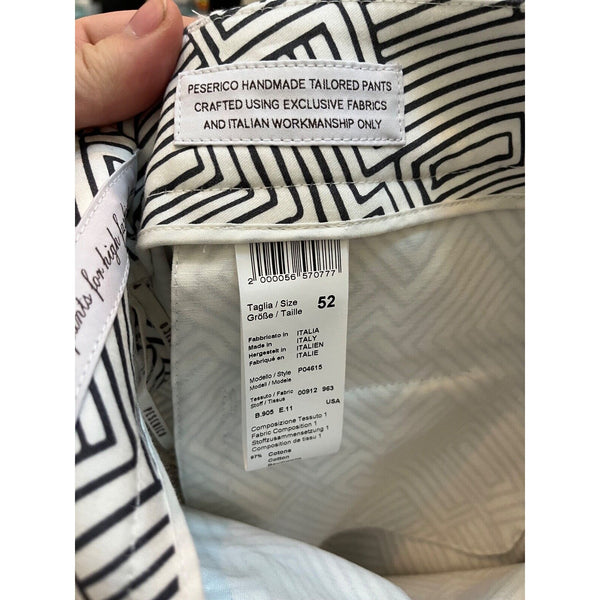 PESERICO HANDMADE TAILORED PANTS
CRAFTED USING EXCLUSIVE FABRICS
AND ITALIAN WORKMANSHIP ONLY
for high
PESERICO
2 000056 570777
Taglia / Size 52
Größe / Taille
Fabbricato in ITALIA
Made in ITALY
Hergestellt in ITALIEN
Fabriqué en ITALIE
Modello / Style P04615
Modell / Modele
Tessuto / Fabric 00912 963
Stoff / Tissus
B.905 E.11 USA
Composizione Tessuto 1
Fabric Composition 1
Stoffzusammensetzung 1
Composition de tissu 1
97% Cotone
Cotton